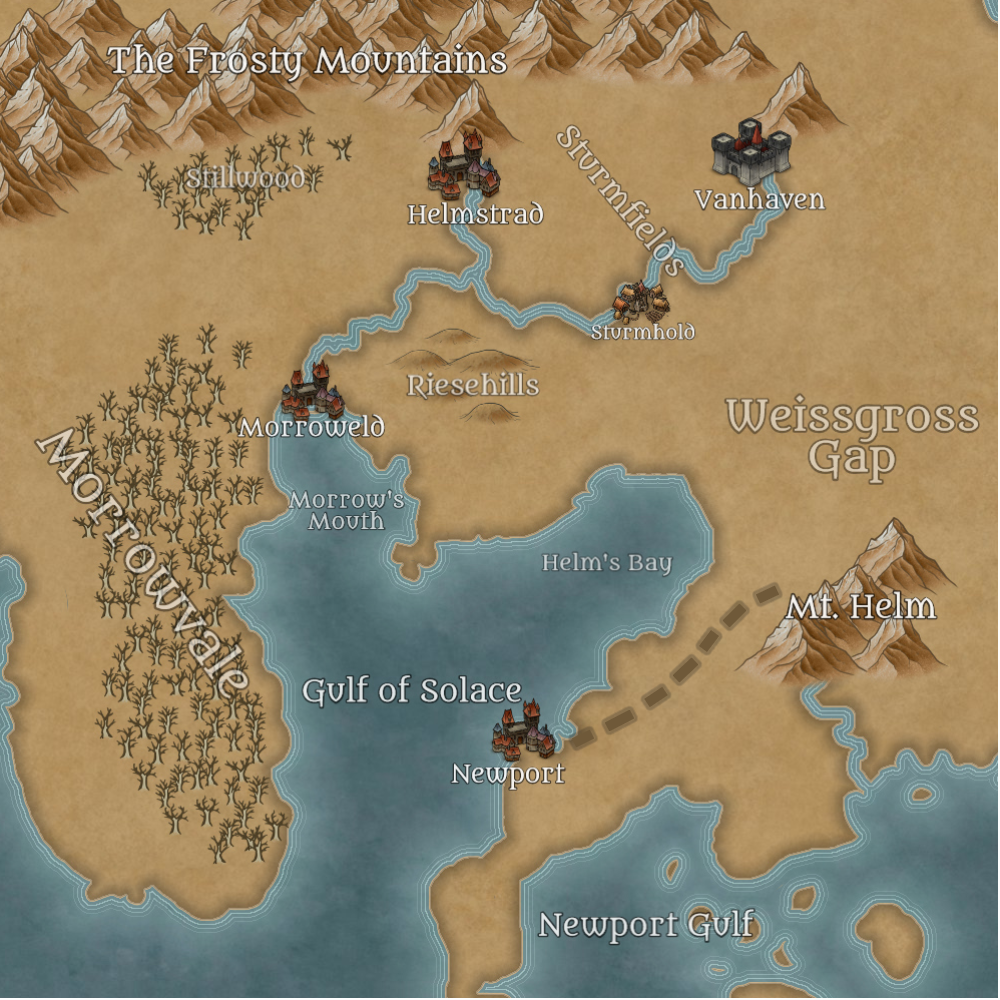 The Frosty Mountains
Stillwood
Sturmfields
Vanhaven
Helmstrad
Sturmhold
Riesehills
Morroweld
Weissgross
Gap
Morrowvale
Morrow's
Mouth
Helm's Bay
Mt. Helm
Gulf of Solace
Newport
Newport Gulf